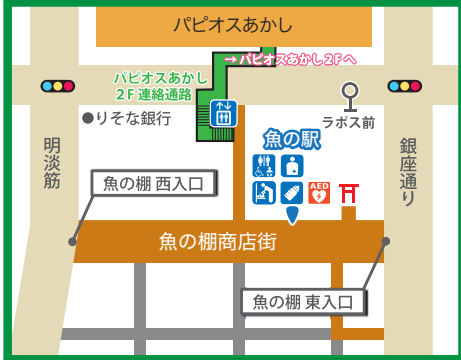 パピオスあかし
→パピオスあかし2Fへ
パピオスあかし
2F連絡通路
●りそな銀行
ラポス前
魚の駅
明淡筋
銀座通り
AED
魚の棚 西入口
魚の棚商店街
魚の棚 東入口